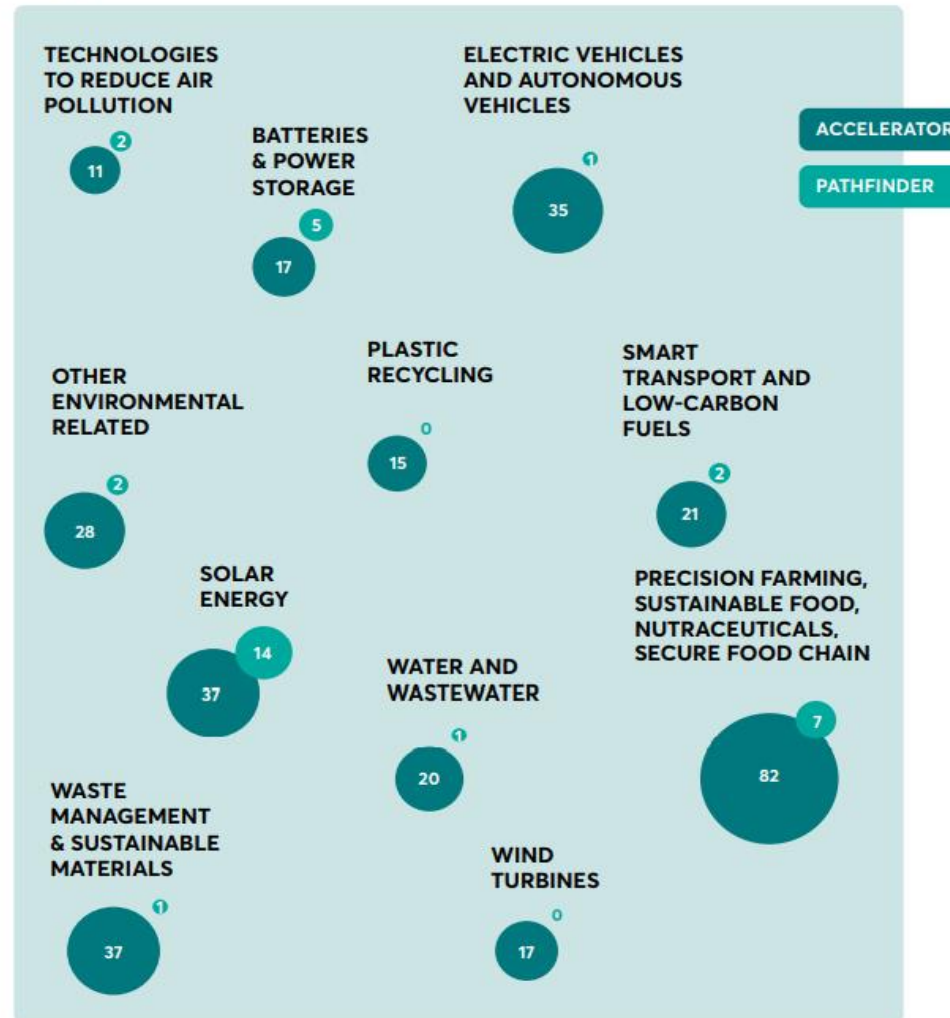 TECHNOLOGIES
TO REDUCE AIR
POLLUTION
2
11
BATTERIES
& POWER
STORAGE
5
17
ELECTRIC VEHICLES
AND AUTONOMOUS
VEHICLES
1
35
ACCELERATOR
PATHFINDER
OTHER
ENVIRONMENTAL
RELATED
2
28
PLASTIC
RECYCLING
0
15
SMART
TRANSPORT AND
LOW-CARBON
FUELS
2
21
SOLAR
ENERGY
14
37
WATER AND
WASTEWATER
1
20
PRECISION FARMING,
SUSTAINABLE FOOD,
NUTRACEUTICALS,
SECURE FOOD CHAIN
7
82
WASTE
MANAGEMENT
& SUSTAINABLE
MATERIALS
1
37
WIND
TURBINES
0
17